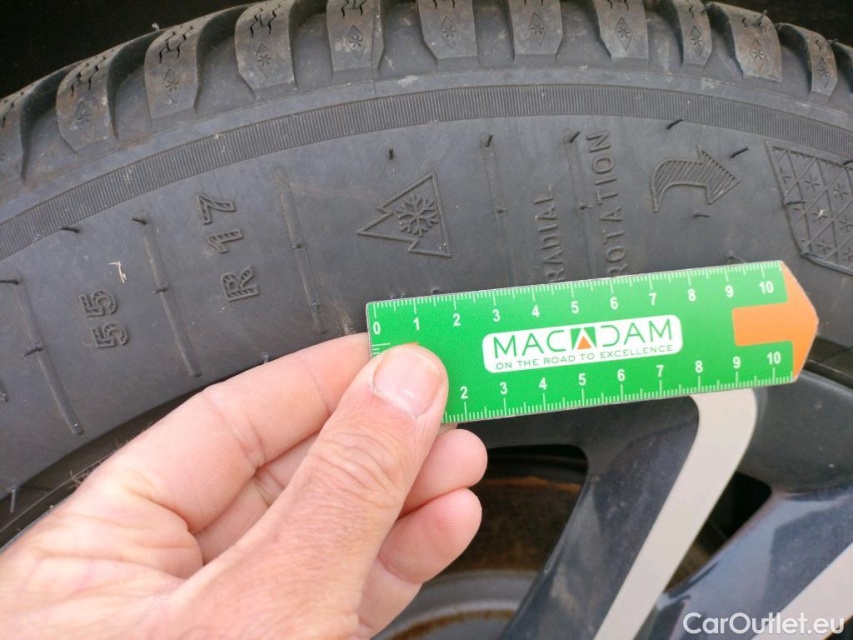 55
R 17
RADIAL
ROTATION
0 1 2 3 4 5 6 7 8 9 10
MACADAM
ON THE ROAD TO EXCELLENCE
2 3 4 5 6 7 8 9 10
CarOutlet.eu